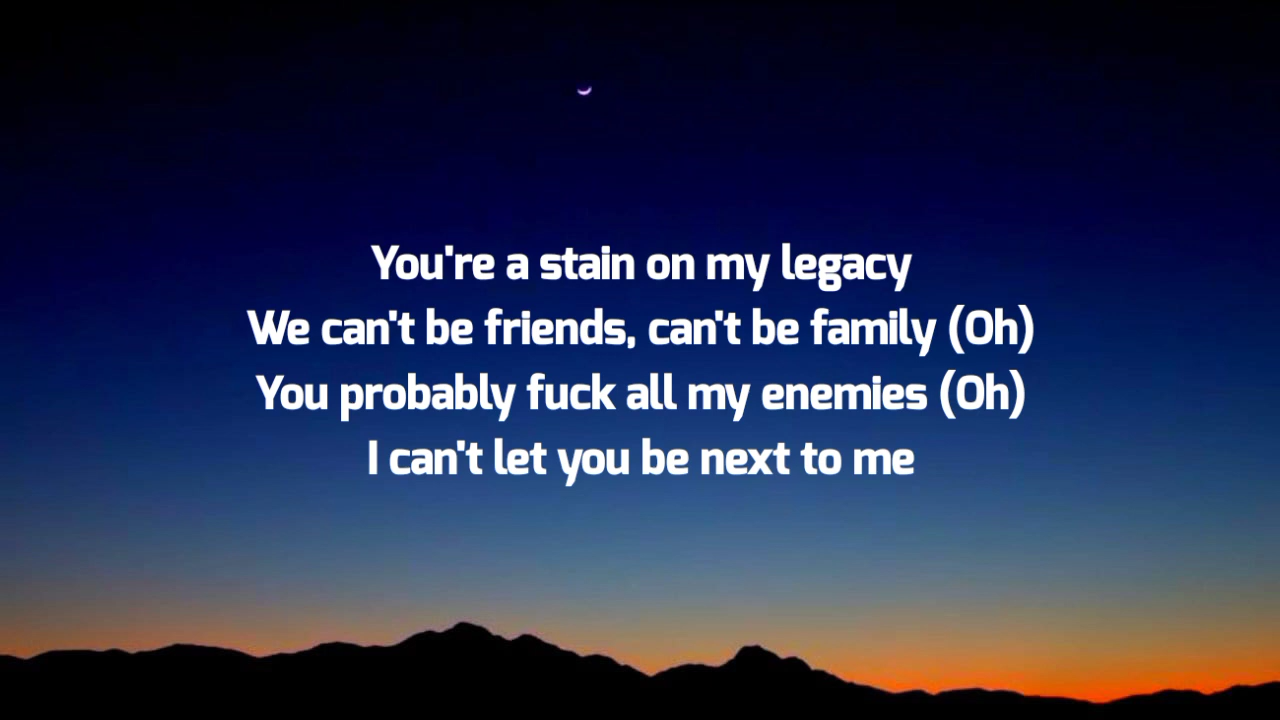 You're a stain on my legacy
We can't be friends, can't be family (Oh)
You probably fuck all my enemies (Oh)
I can't let you be next to me